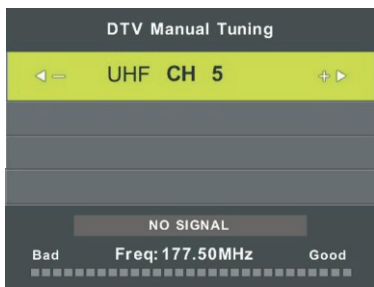 DTV Manual Tuning
UHF CH 5
NO SIGNAL
Bad Freq:177.50MHz Good